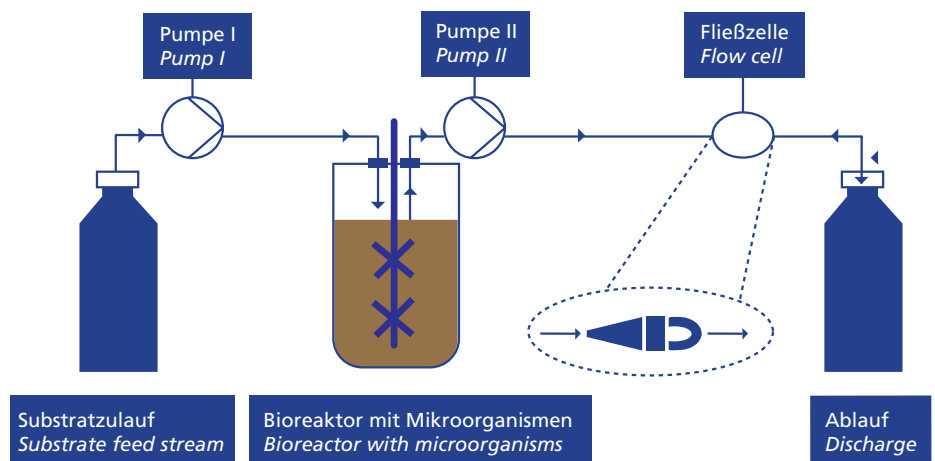 Pumpe I
Pump I
Pumpe II
Pump II
Fließzelle
Flow cell
Substratzulauf
Substrate feed stream
Bioreaktor mit Mikroorganismen
Bioreactor with microorganisms
Ablauf
Discharge